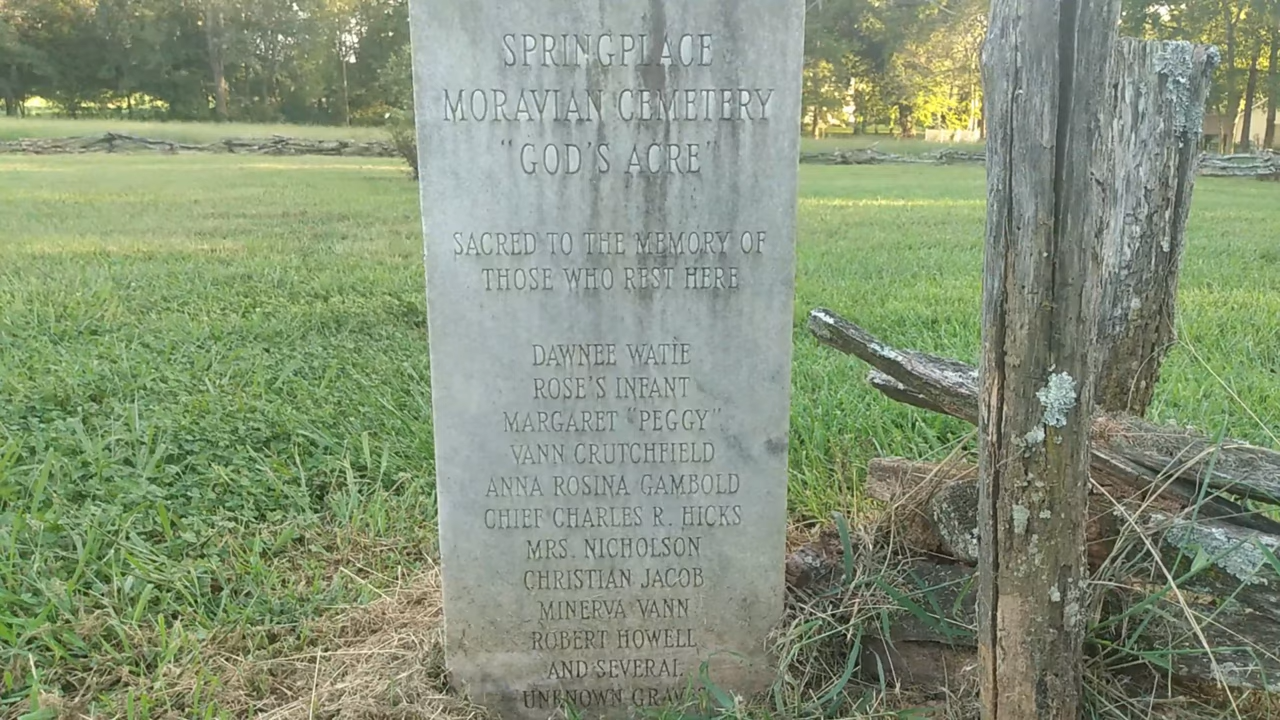 SPRINGPLACE
MORAVIAN CEMETERY
"GOD'S ACRE"
SACRED TO THE MEMORY OF
THOSE WHO REST HERE
DAWNEE WATIE
ROSE'S INFANT
MARGARET "PEGGY"
VANN CRUTCHFIELD
ANNA ROSINA GAMBOLD
CHIEF CHARLES R. HICKS
MRS. NICHOLSON
CHRISTIAN JACOB
MINERVA VANN
ROBERT HOWELL
AND SEVERAL
UNKNOWN GRAVES